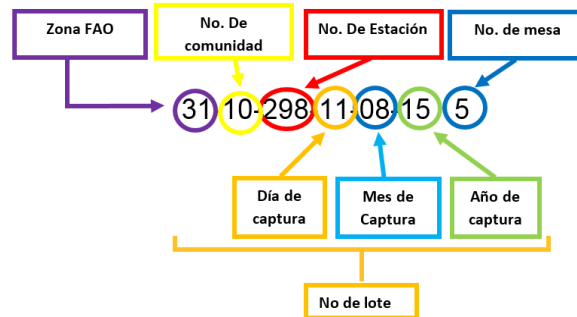 Zona FAO
No. De
comunidad
No. De Estación
No. de mesa
31 10-298-11-08-15 5
Día de
captura
Mes de
Captura
Año de
captura
No de lote